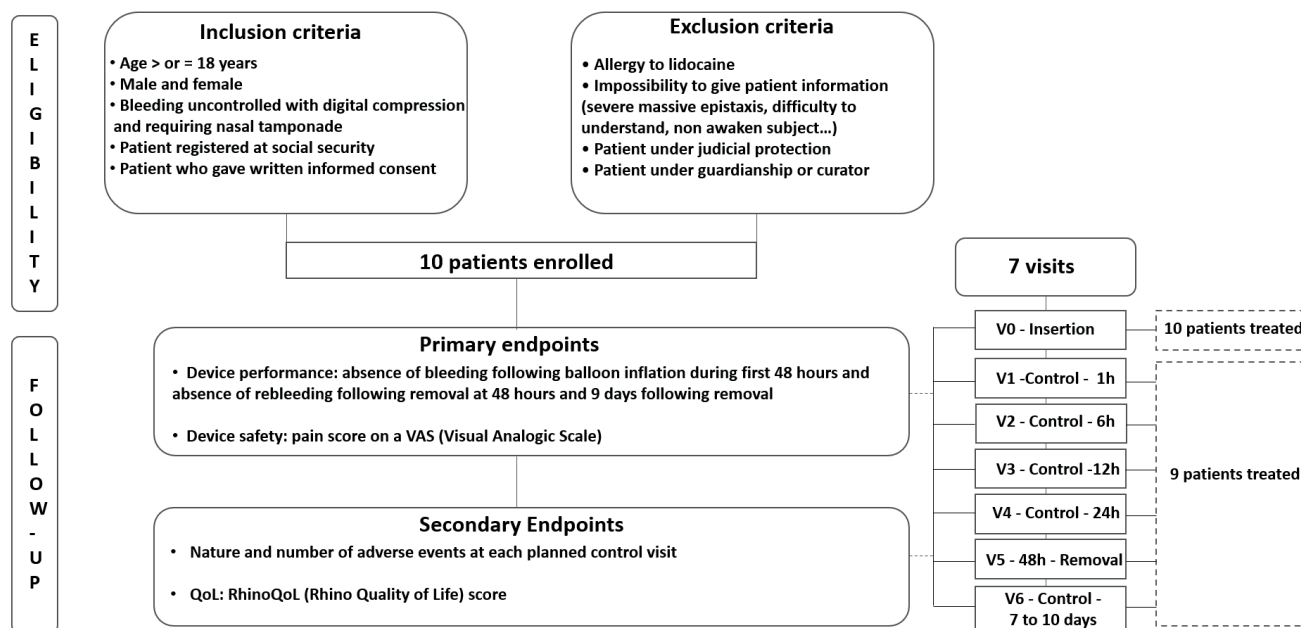 ELIGIBILITY
Inclusion criteria
• Age > or = 18 years
• Male and female
• Bleeding uncontrolled with digital compression
and requiring nasal tamponade
• Patient registered at social security
• Patient who gave written informed consent
Exclusion criteria
• Allergy to lidocaine
• Impossibility to give patient information
(severe massive epistaxis, difficulty to
understand, non awaken subject...)
• Patient under judicial protection
• Patient under guardianship or curator
10 patients enrolled
FOLLOW-UP
Primary endpoints
• Device performance: absence of bleeding following balloon inflation during first 48 hours and
absence of rebleeding following removal at 48 hours and 9 days following removal
• Device safety: pain score on a VAS (Visual Analogic Scale)
Secondary Endpoints
• Nature and number of adverse events at each planned control visit
• QoL: RhinoQoL (Rhino Quality of Life) score
7 visits
V0 - Insertion
V1 -Control - 1h
V2 - Control - 6h
V3 - Control -12h
V4 - Control - 24h
V5 - 48h - Removal
V6 - Control -
7 to 10 days
10 patients treated
9 patients treated